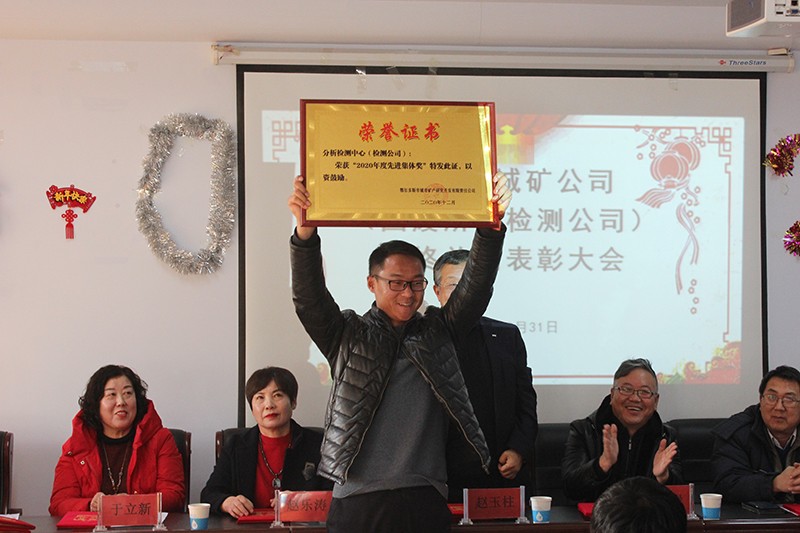 ThreeStars
荣誉证书
分析检测中心（检测公司）：
荣获“2020年度先进集体奖”特发此证，以
资鼓励。
二〇二〇年十二月
矿公司
检测公司）
表彰大会
月31日
新年快乐
于立新
赵玉柱